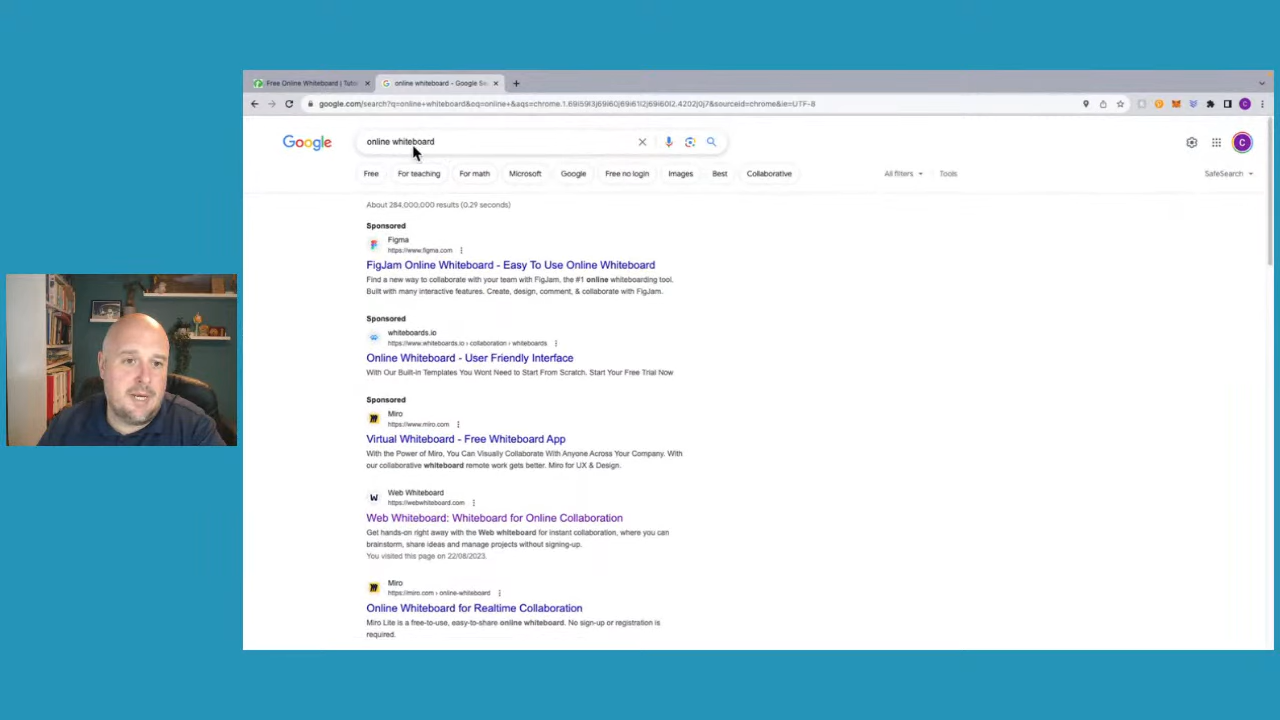 Free Online Whiteboard | Tuto
online whiteboard - Google Se
google.com/search?q=online+whiteboard&oq=online+&aqs=chrome.1.69i59l3j69i60j69i61l2j69i60l2.4202j0j7&sourceid=chrome&ie=UTF-8
C
Google
online whiteboard
C
Free
For teaching
For math
Microsoft
Google
Free no login
Images
Best
Collaborative
All filters
Tools
SafeSearch
About 284,000,000 results (0.29 seconds)
Sponsored
Figma
https://www.figma.com
FigJam Online Whiteboard - Easy To Use Online Whiteboard
Find a new way to collaborate with your team with FigJam, the #1 online whiteboarding tool.
Built with many interactive features. Create, design, comment, & collaborate with FigJam.
Sponsored
whiteboards.io
https://www.whiteboards.io › collaboration › whiteboards
Online Whiteboard - User Friendly Interface
With Our Built-in Templates You Wont Need to Start From Scratch. Start Your Free Trial Now
Sponsored
Miro
https://www.miro.com
Virtual Whiteboard - Free Whiteboard App
With the Power of Miro, You Can Visually Collaborate With Anyone Across Your Company. With
our collaborative whiteboard remote work gets better. Miro for UX & Design.
Web Whiteboard
https://webwhiteboard.com
Web Whiteboard: Whiteboard for Online Collaboration
Get hands-on right away with the Web whiteboard for instant collaboration, where you can
brainstorm, share ideas and manage projects without signing-up.
You visited this page on 22/08/2023.
Miro
https://miro.com › online-whiteboard
Online Whiteboard for Realtime Collaboration
Miro Lite is a free-to-use, easy-to-share online whiteboard. No sign-up or registration is
required.